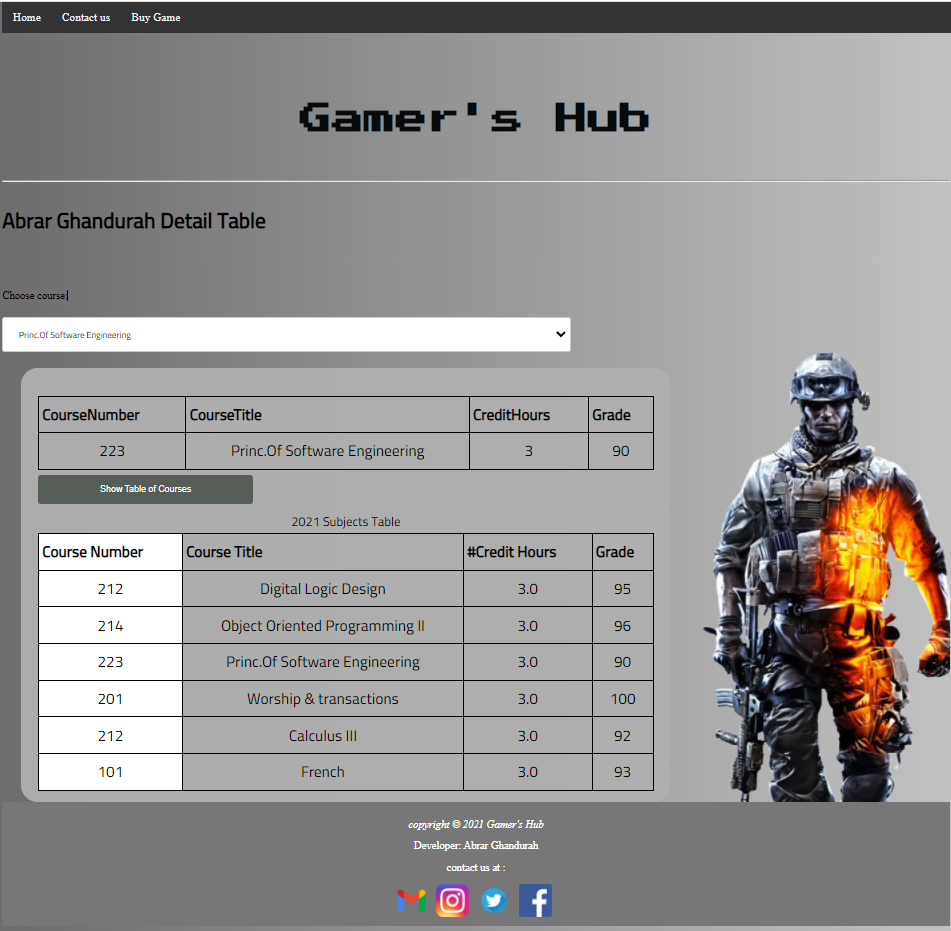 Home Contact us Buy Game
Gamer's Hub
Abrar Ghandurah Detail Table
Choose course:
Princ.Of Software Engineering
CourseNumber CourseTitle CreditHours Grade
223 Princ.Of Software Engineering 3 90
Show Table of Courses
2021 Subjects Table
Course Number Course Title #Credit Hours Grade
212 Digital Logic Design 3.0 95
214 Object Oriented Programming II 3.0 96
223 Princ.Of Software Engineering 3.0 90
201 Worship & transactions 3.0 100
212 Calculus III 3.0 92
101 French 3.0 93
copyright © 2021 Gamer's Hub
Developer: Abrar Ghandurah
contact us at :